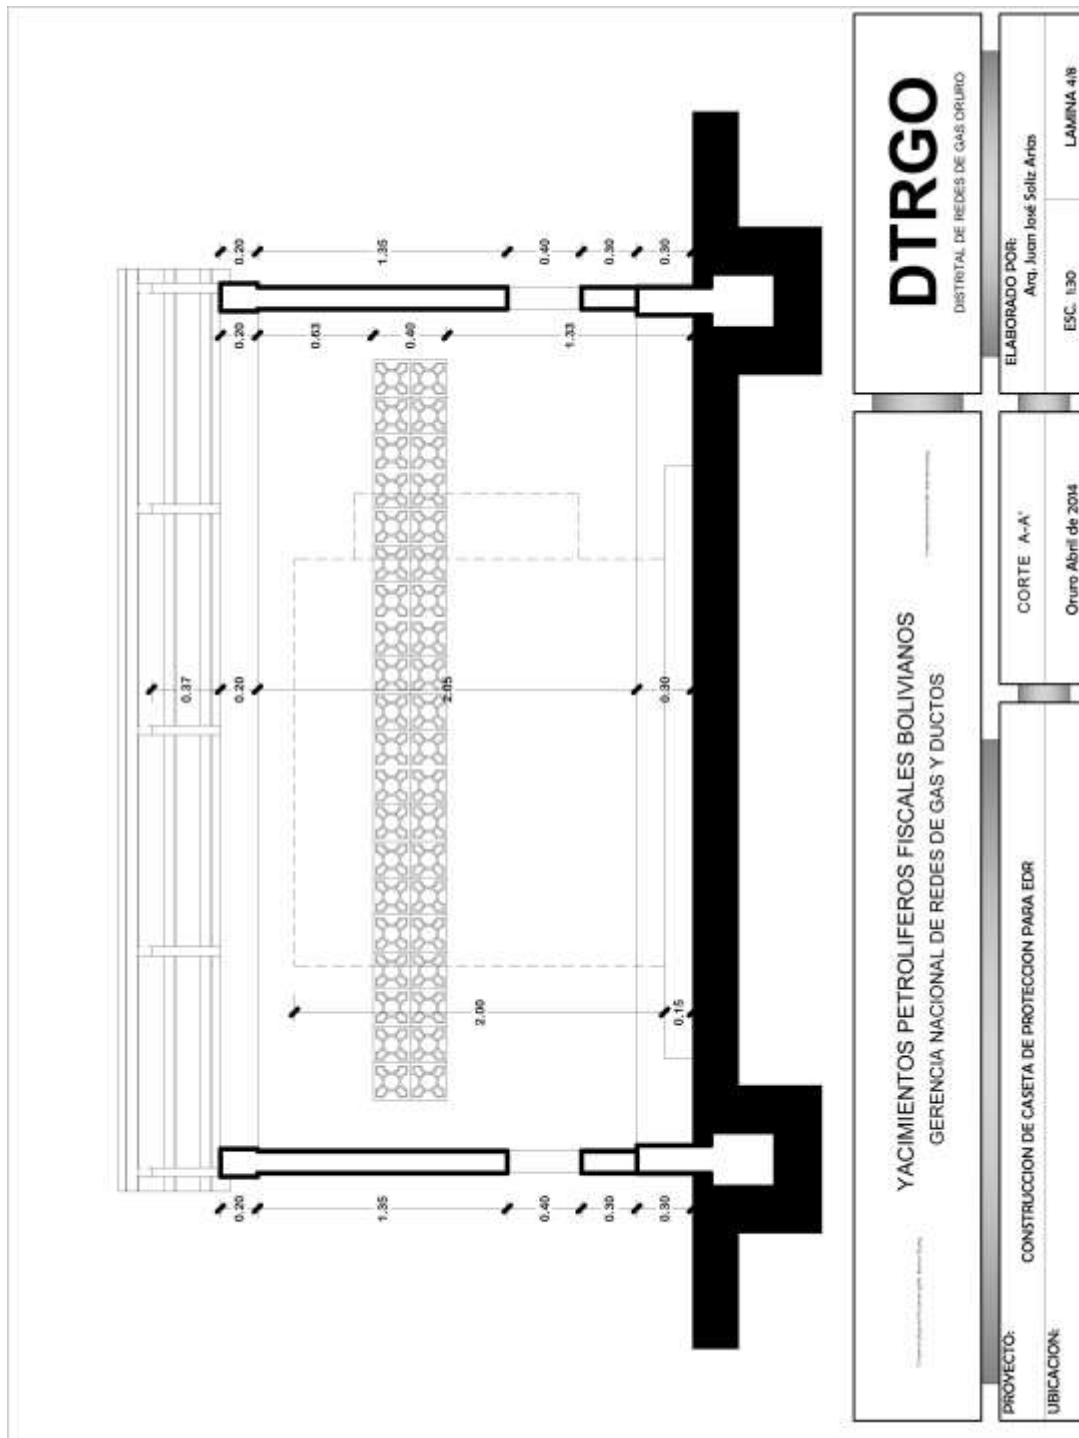 0.20
1.35
0.40
0.30
0.30
0.20
0.63
0.40
1.33
0.37
0.20
2.05
0.30
2.00
0.15
0.20
1.35
0.40
0.30
0.30
YACIMIENTOS PETROLIFEROS FISCALES BOLIVIANOS
GERENCIA NACIONAL DE REDES DE GAS Y DUCTOS
DTRGO
DISTRITAL DE REDES DE GAS ORURO
PROYECTO:
CONSTRUCCION DE CASETA DE PROTECCION PARA EDR
UBICACION:
CORTE A-A'
Oruro Abril de 2014
ELABORADO POR:
Arq. Juan José Soliz Arias
ESC. 1:30
LAMINA 4/8